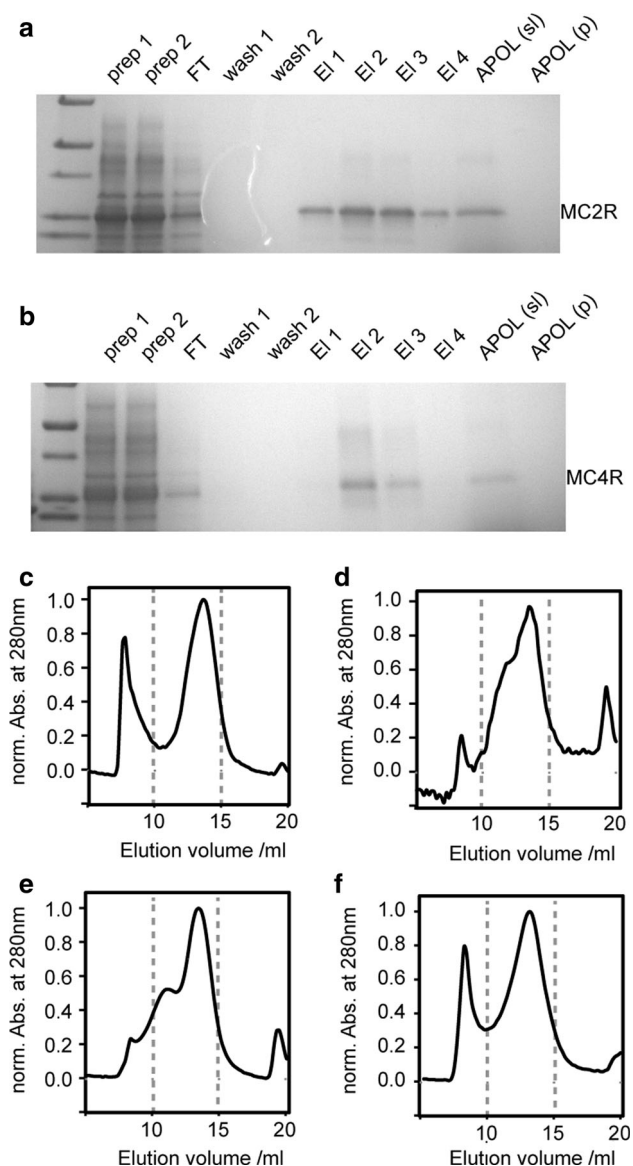 a
prep 1 prep 2 FT wash 1 wash 2 El 1 El 2 El 3 El 4 APOL (sl) APOL (p)
MC2R
b
prep 1 prep 2 FT wash 1 wash 2 El 1 El 2 El 3 El 4 APOL (sl) APOL (p)
MC4R
c
norm. Abs. at 280nm
1.0
0.8
0.6
0.4
0.2
0.0
10 15 20
Elution volume /ml
d
norm. Abs. at 280nm
1.0
0.8
0.6
0.4
0.2
0.0
10 15 20
Elution volume /ml
e
norm. Abs. at 280nm
1.0
0.8
0.6
0.4
0.2
0.0
10 15 20
Elution volume /ml
f
norm. Abs. at 280nm
1.0
0.8
0.6
0.4
0.2
0.0
10 15 20
Elution volume /ml